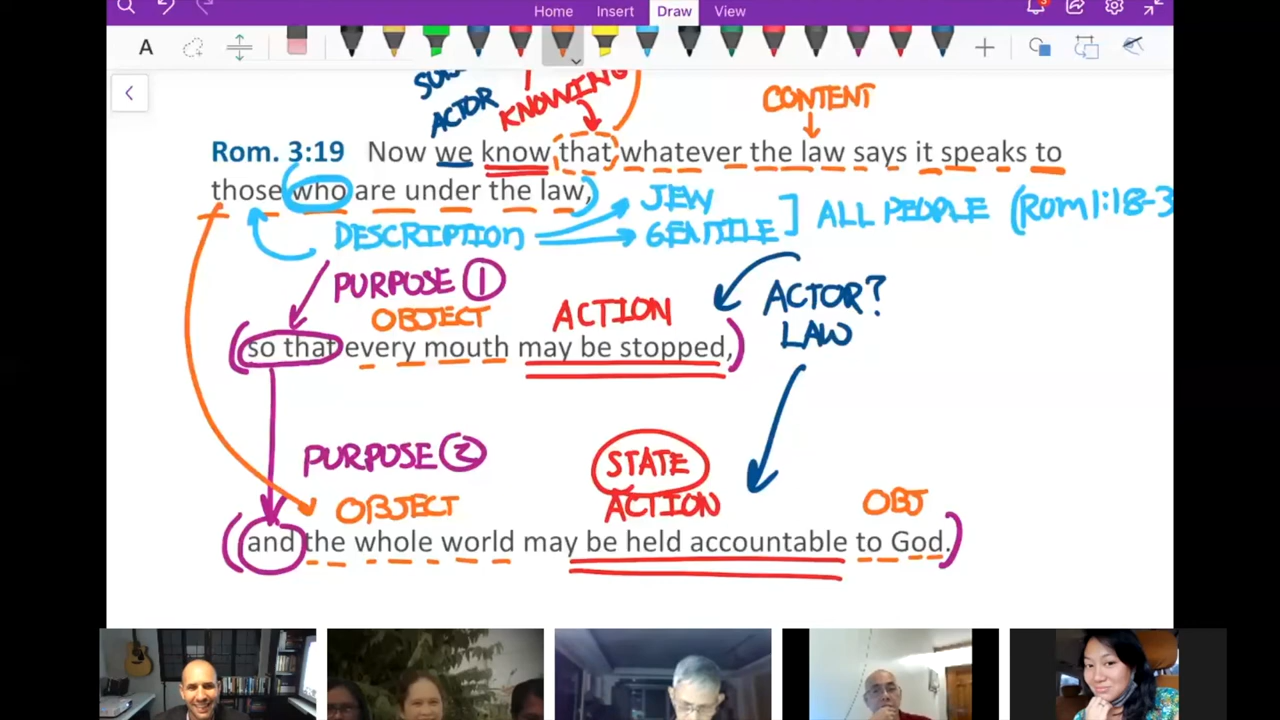 Home Insert Draw View
3
A
ACTOR KNOWING CONTENT
Rom. 3:19 Now we know that whatever the law says it speaks to
those who are under the law,
JEW
DESCRIPTION GENTILE ] ALL PEOPLE (Rom 1:18-3
PURPOSE 1
OBJECT ACTION ACTOR?
LAW
(so that every mouth may be stopped,)
PURPOSE 2 STATE
OBJECT ACTION OBJ
(and the whole world may be held accountable to God.)